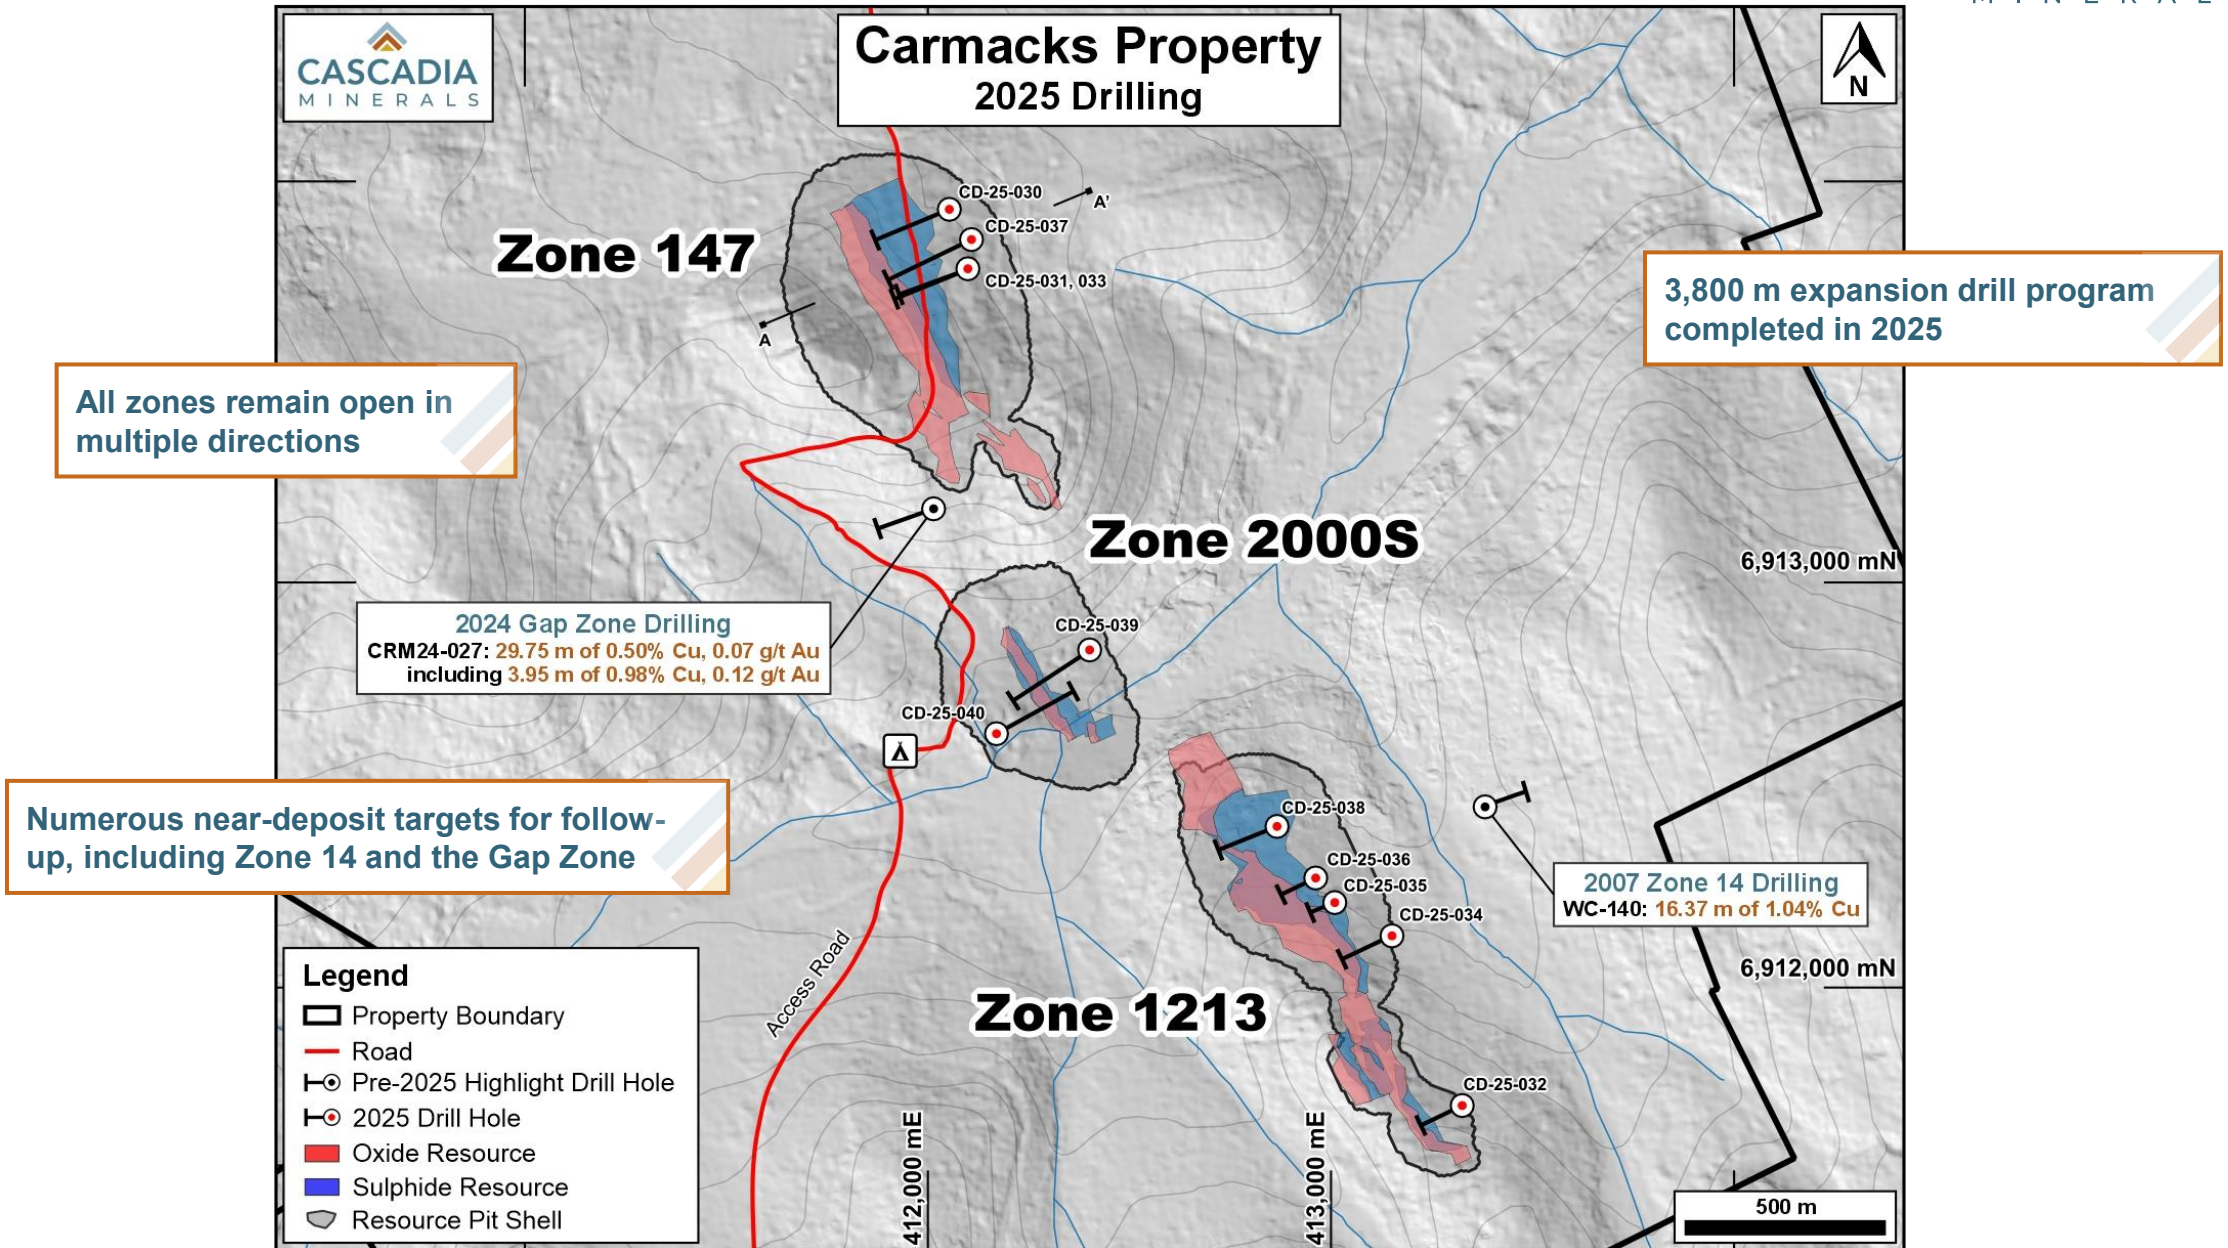 M I N E R A L
CASCADIA
MINERALS
Carmacks Property
2025 Drilling
N
CD-25-030
A'
CD-25-037
Zone 147
CD-25-031, 033
3,800 m expansion drill program
completed in 2025
A
All zones remain open in
multiple directions
Zone 2000S
6,913,000 mN
2024 Gap Zone Drilling
CRM24-027: 29.75 m of 0.50% Cu, 0.07 g/t Au
including 3.95 m of 0.98% Cu, 0.12 g/t Au
CD-25-039
CD-25-040
Numerous near-deposit targets for follow-
up, including Zone 14 and the Gap Zone
CD-25-038
CD-25-036
CD-25-035
CD-25-034
2007 Zone 14 Drilling
WC-140: 16.37 m of 1.04% Cu
6,912,000 mN
Access Road
Zone 1213
CD-25-032
Legend
Property Boundary
Road
Pre-2025 Highlight Drill Hole
2025 Drill Hole
Oxide Resource
Sulphide Resource
Resource Pit Shell
412,000 mE
413,000 mE
500 m